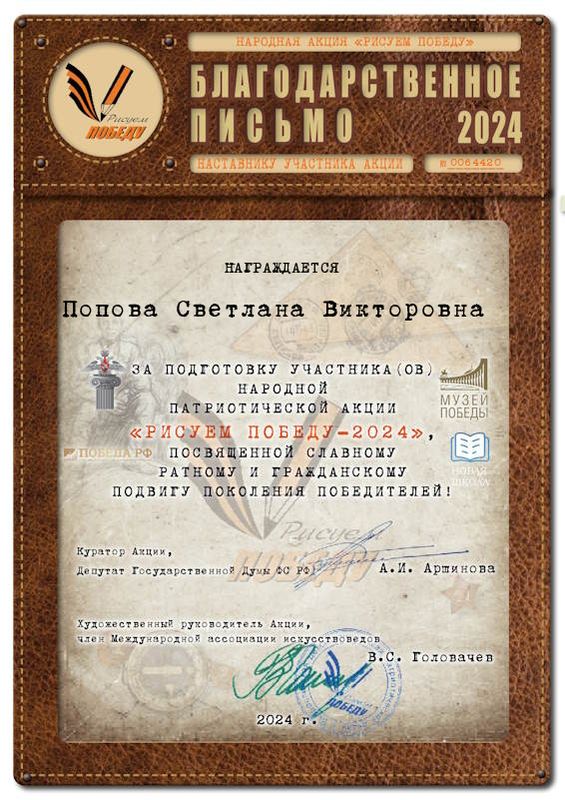 НАРОДНАЯ АКЦИЯ «РИСУЕМ ПОБЕДУ»
БЛАГОДАРСТВЕННОЕ
ПИСЬМО 2024
НАСТАВНИКУ УЧАСТНИКА АКЦИИ
№ 0064420
Рисуем
ПОБЕДУ
НАГРАЖДАЕТСЯ
Попова Светлана Викторовна
ЗА ПОДГОТОВКУ УЧАСТНИКА(ОВ)
НАРОДНОЙ
ПАТРИОТИЧЕСКОЙ АКЦИИ
«РИСУЕМ ПОБЕДУ-2024»,
ПОСВЯЩЕННОЙ СЛАВНОМУ
РАТНОМУ И ГРАЖДАНСКОМУ
ПОДВИГУ ПОКОЛЕНИЯ ПОБЕДИТЕЛЕЙ!
МУЗЕЙ
ПОБЕДЫ
ПОБЕДА РФ
НОВАЯ
ШКОЛА
Рисуем
ПОБЕДУ
Куратор Акции,
Депутат Государственной Думы ФС РФ
А.И. Аршинова
Художественный руководитель Акции,
член Международной ассоциации искусствоведов
В.С. Головачев
ПОБЕДУ
2024 г.